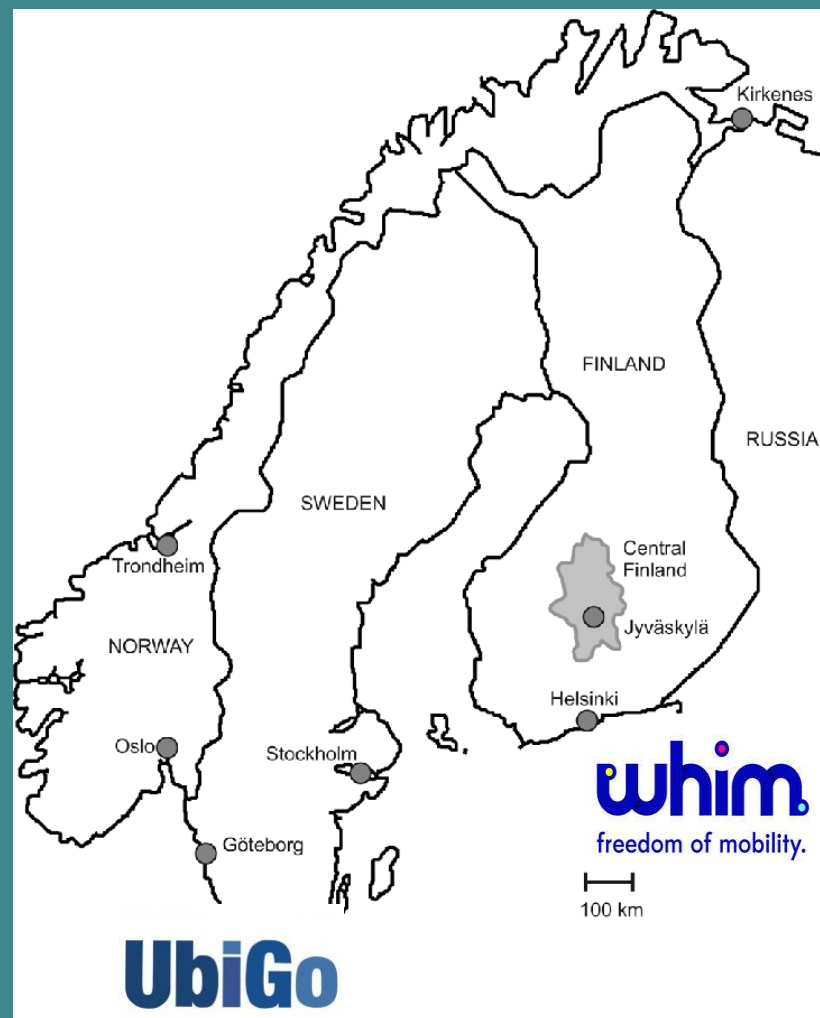 Kirkenes
FINLAND
RUSSIA
SWEDEN
Central
Finland
Trondheim
Jyväskylä
NORWAY
Helsinki
Oslo
Stockholm
whim.
freedom of mobility.
Göteborg
100 km
UbiGo